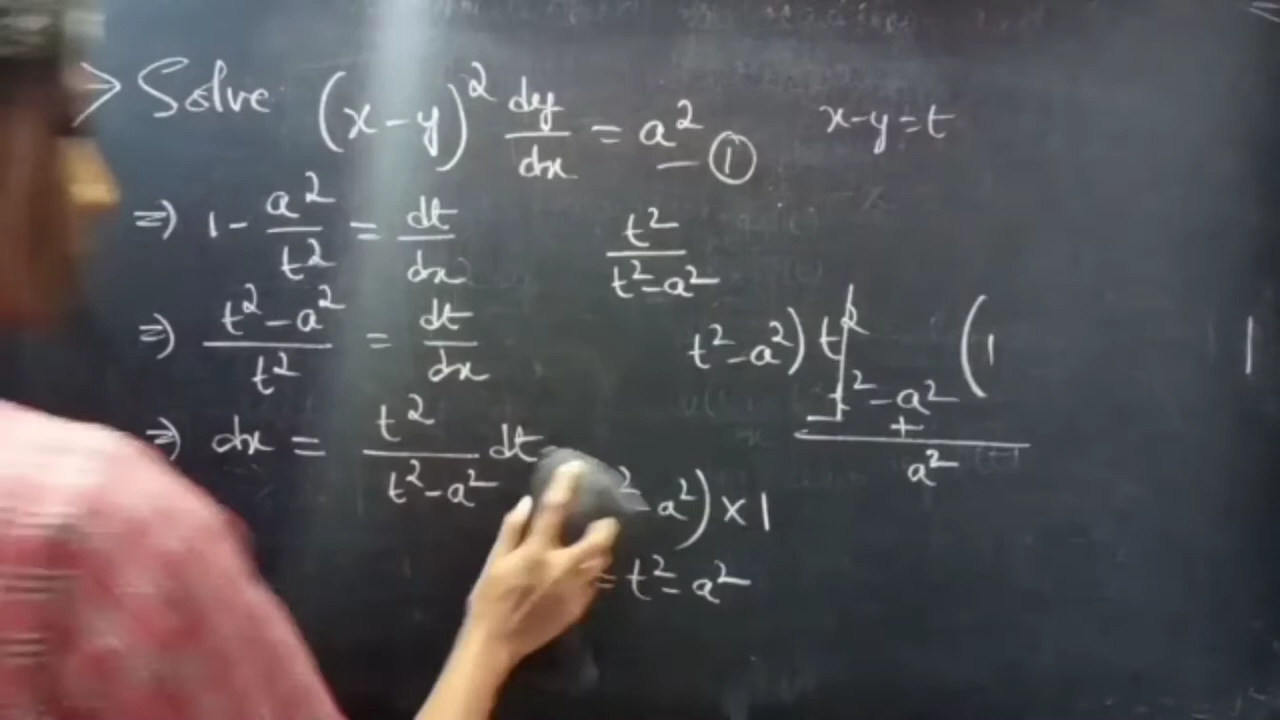 > Solve (x-y)² dy/dx = a² — ① x-y=t
⇒ 1 - a²/t² = dt/dx t²/t²-a²
⇒ t²-a²/t² = dt/dx t²-a²) t² (1
t²-a²
- +
a²
⇒ dx = t²/t²-a² dt
² - a²) × 1
= t²-a²